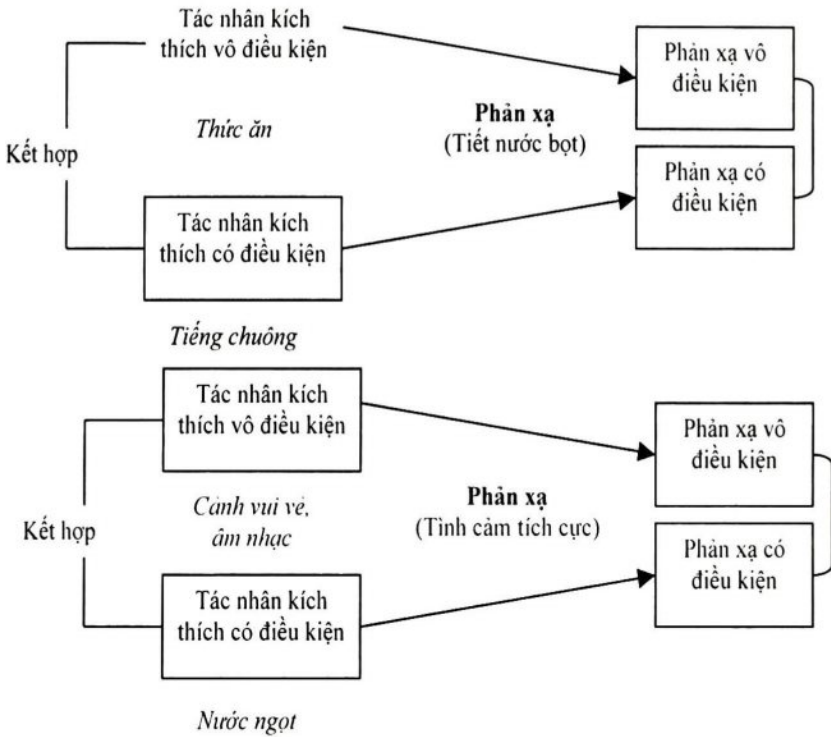 Tác nhân kích
thích vô điều kiện
Phản xạ vô
điều kiện
Thức ăn
Phản xạ
(Tiết nước bọt)
Kết hợp
Phản xạ có
điều kiện
Tác nhân kích
thích có điều kiện
Tiếng chuông
Tác nhân kích
thích vô điều kiện
Phản xạ vô
điều kiện
Cảnh vui vẻ,
âm nhạc
Phản xạ
(Tình cảm tích cực)
Kết hợp
Phản xạ có
điều kiện
Tác nhân kích
thích có điều kiện
Nước ngọt